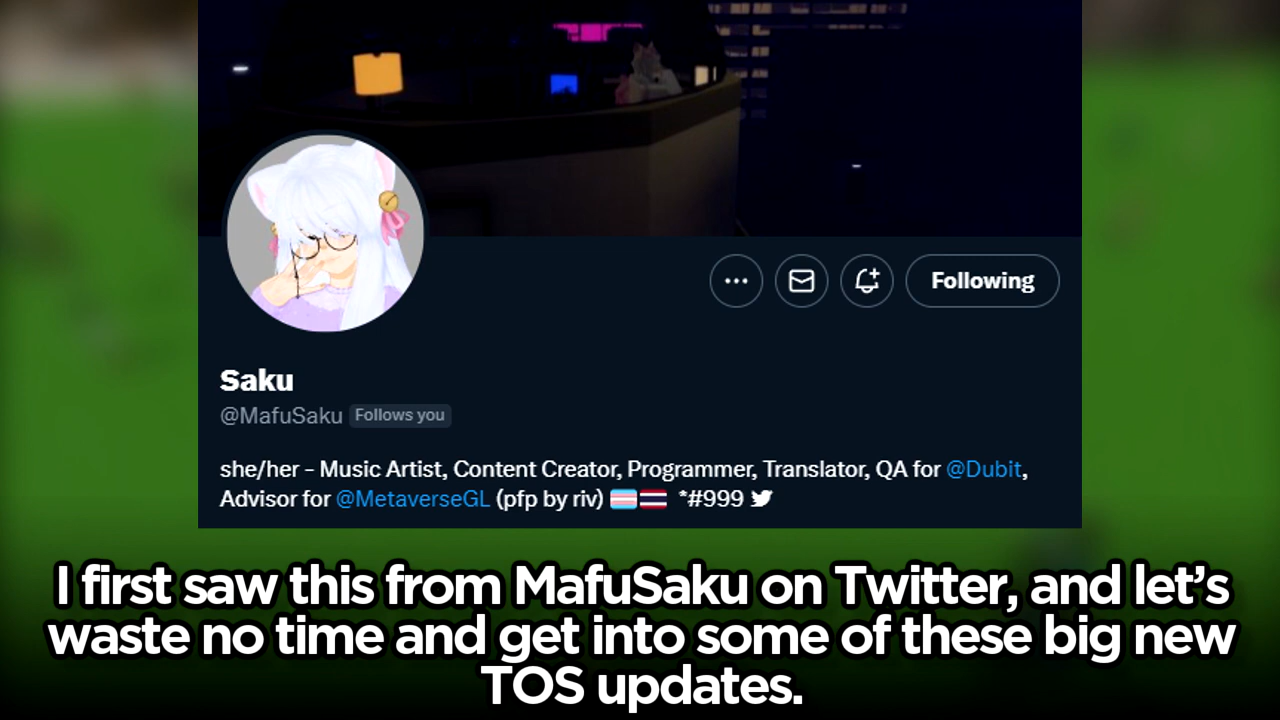 Following
Saku
@MafuSaku Follows you
she/her - Music Artist, Content Creator, Programmer, Translator, QA for @Dubit,
Advisor for @MetaverseGL (pfp by riv) 🏳️‍⚧️🇹🇭 *#999
I first saw this from MafuSaku on Twitter, and let's
waste no time and get into some of these big new
TOS updates.